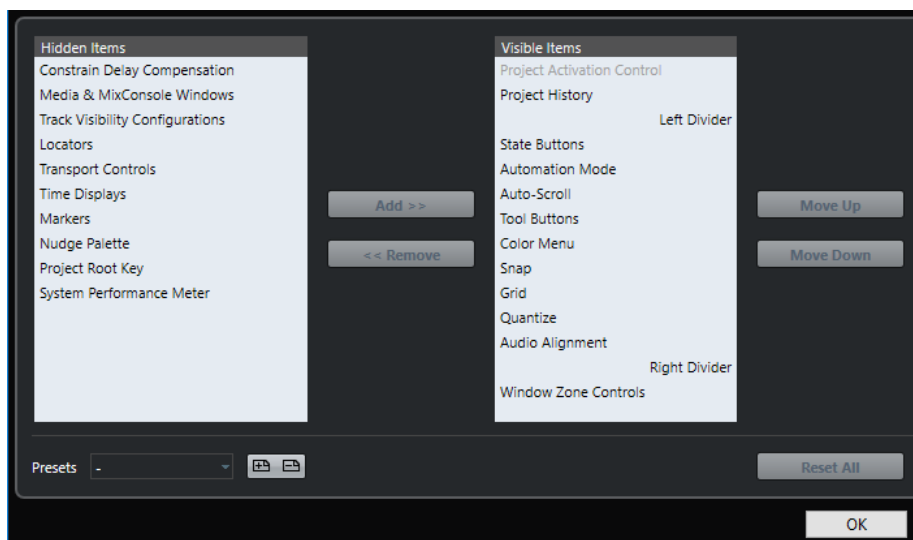 Hidden Items
Constrain Delay Compensation
Media & MixConsole Windows
Track Visibility Configurations
Locators
Transport Controls
Time Displays
Markers
Nudge Palette
Project Root Key
System Performance Meter
Add >>
<< Remove
Visible Items
Project Activation Control
Project History
Left Divider
State Buttons
Automation Mode
Auto-Scroll
Tool Buttons
Color Menu
Snap
Grid
Quantize
Audio Alignment
Right Divider
Window Zone Controls
Move Up
Move Down
Presets -
Reset All
OK